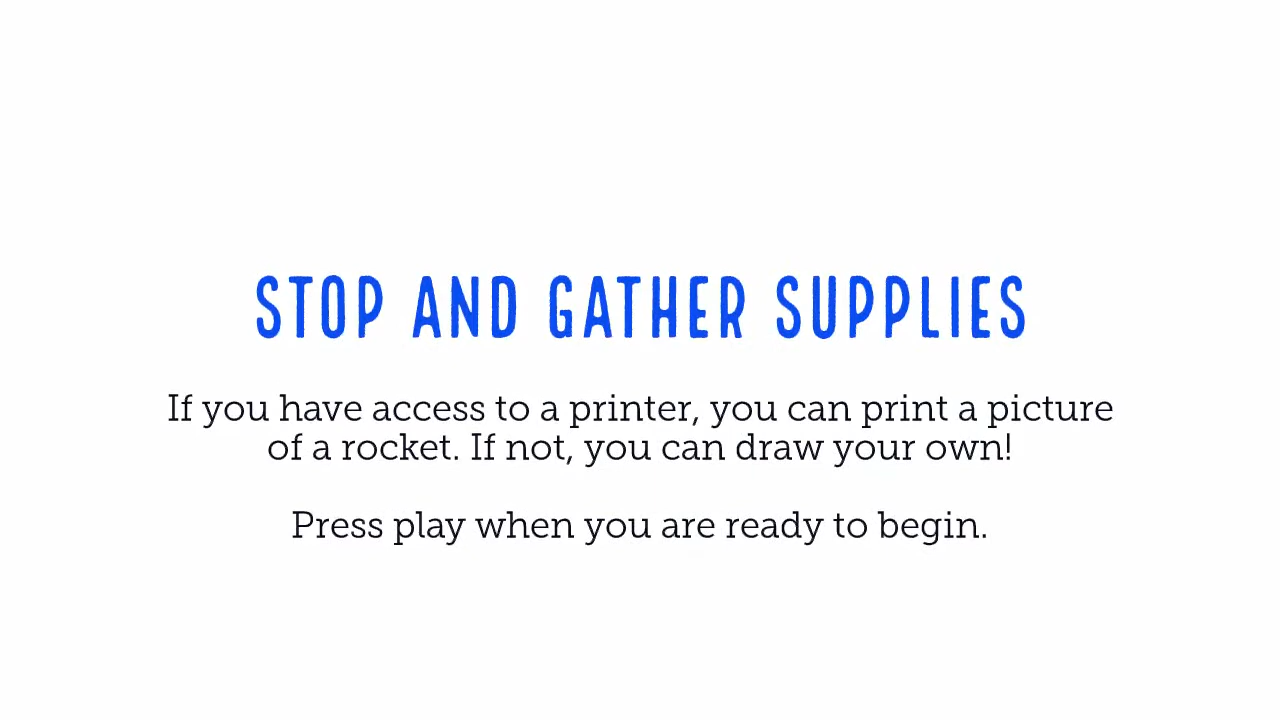 STOP AND GATHER SUPPLIES
If you have access to a printer, you can print a picture
of a rocket. If not, you can draw your own!
Press play when you are ready to begin.